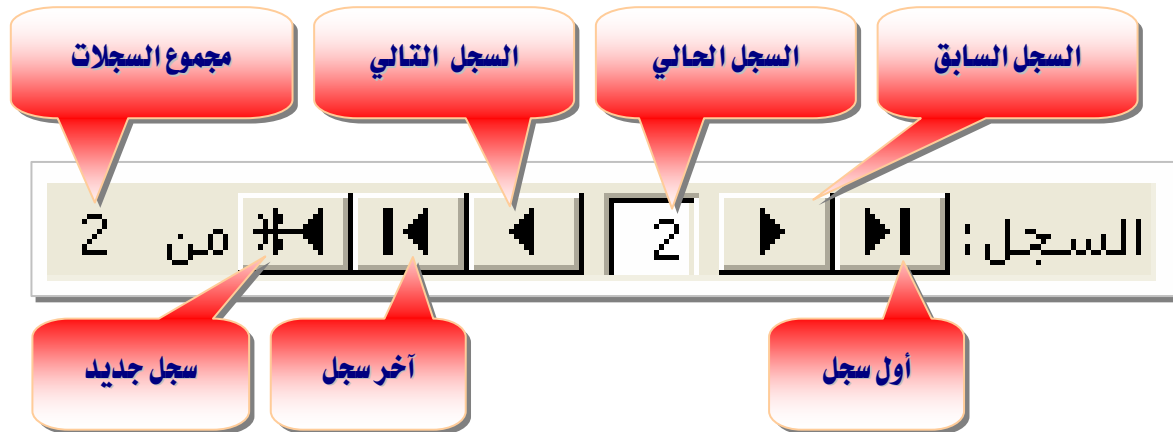 السجل السابق
السجل الحالي
السجل التالي
مجموع السجلات
السجل: 2 من 2
أول سجل
آخر سجل
سجل جديد